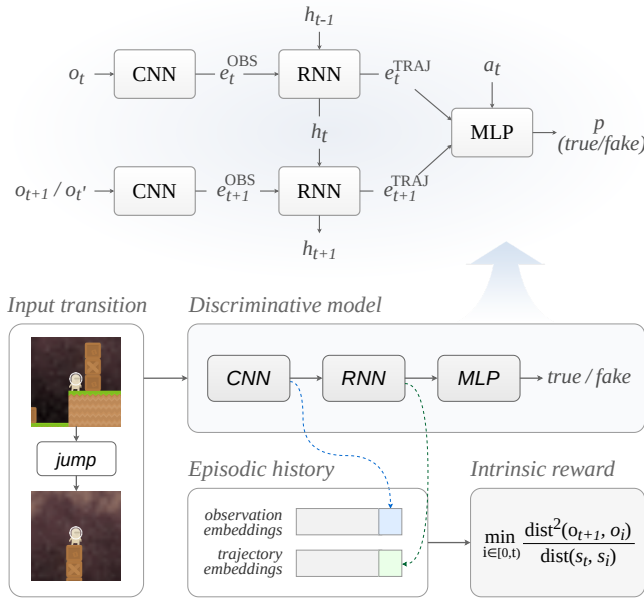 h_{t-1}
o_t CNN e_t^{OBS} RNN e_t^{TRAJ} a_t
h_t MLP p
(true/fake)
o_{t+1} / o_{t'} CNN e_{t+1}^{OBS} RNN e_{t+1}^{TRAJ}
h_{t+1}
Input transition
jump
Discriminative model
CNN RNN MLP true / fake
Episodic history
observation
embeddings
trajectory
embeddings
Intrinsic reward
min_{i∈[0,t)} dist²(o_{t+1}, o_i) / dist(s_t, s_i)